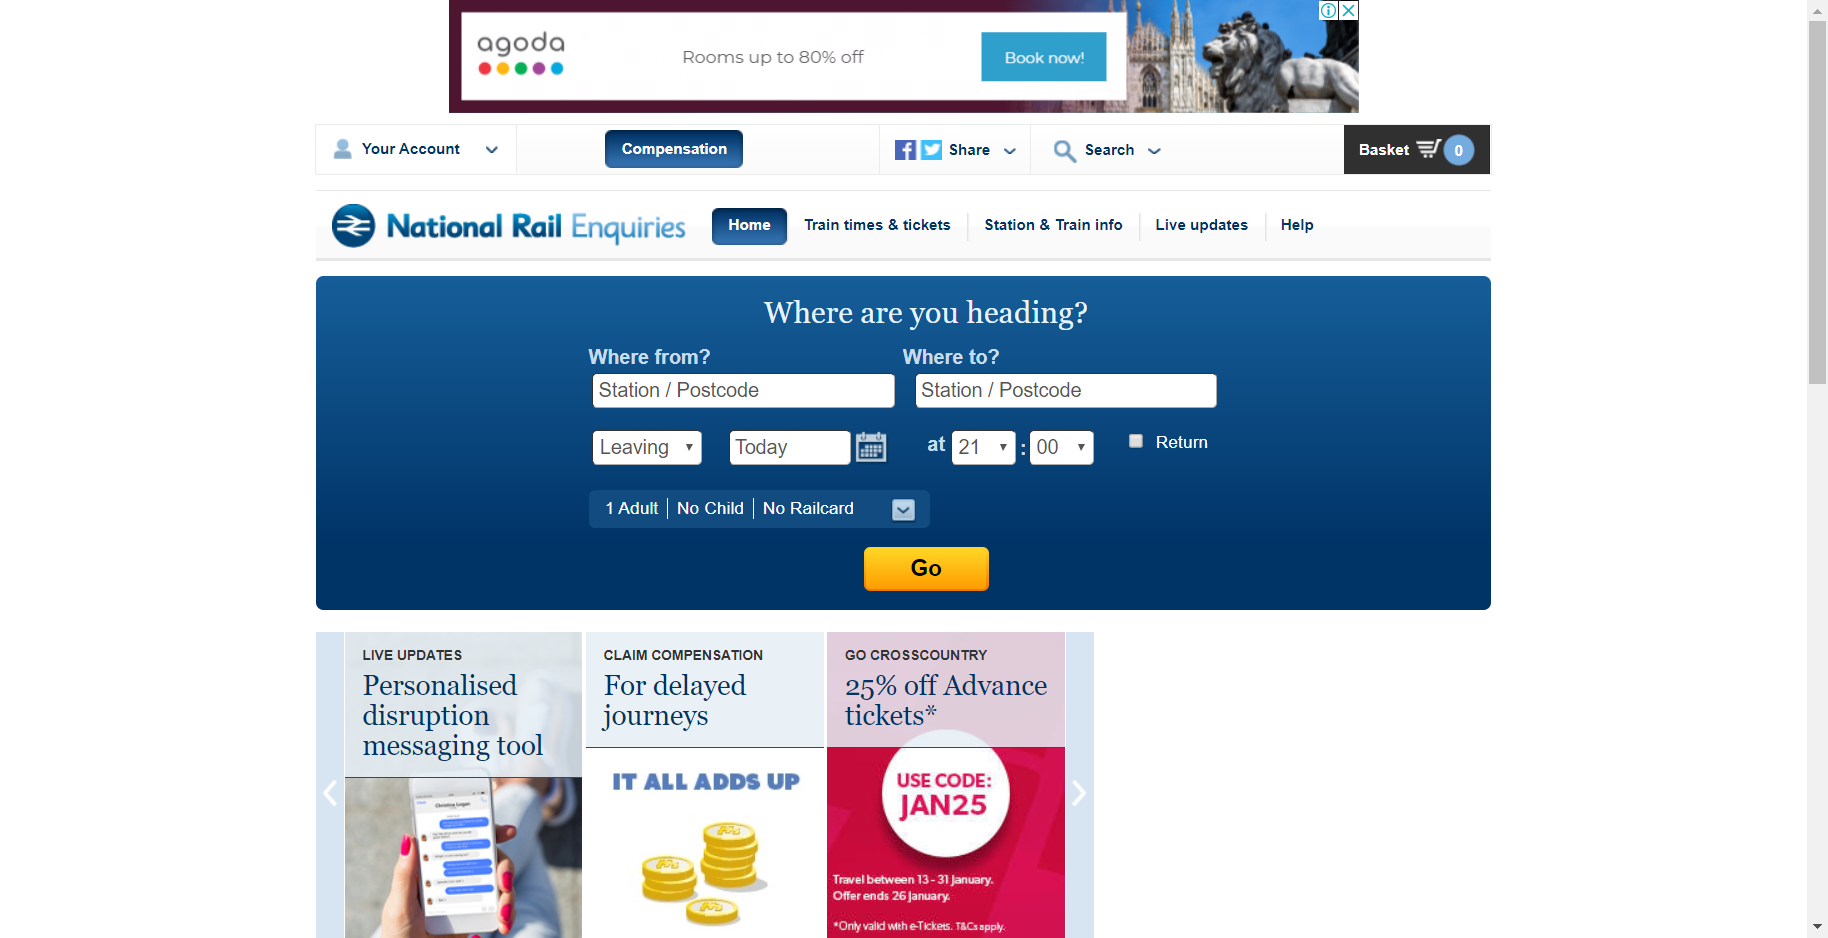 agoda
Rooms up to 80% off
Book now!
Your Account
Compensation
Share
Search
Basket 0
National Rail Enquiries
Home
Train times & tickets
Station & Train info
Live updates
Help
Where are you heading?
Where from?
Where to?
Station / Postcode
Station / Postcode
Leaving
Today
at 21 : 00
Return
1 Adult
No Child
No Railcard
Go
LIVE UPDATES
Personalised
disruption
messaging tool
CLAIM COMPENSATION
For delayed
journeys
IT ALL ADDS UP
GO CROSSCOUNTRY
25% off Advance
tickets*
USE CODE:
JAN25
Travel between 13 - 31 January.
Offer ends 26 January.
*Only valid with e-Tickets. T&Cs apply.